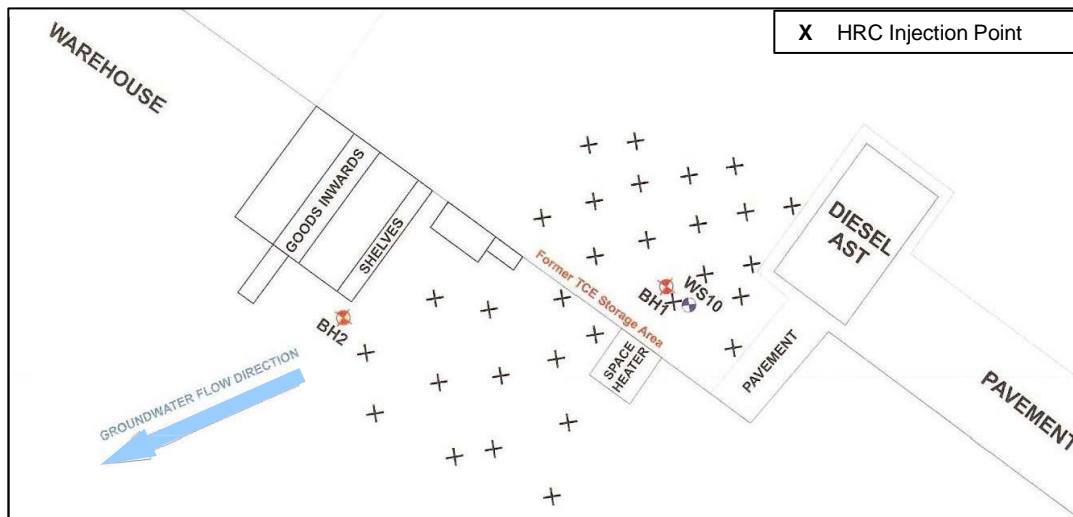 X HRC Injection Point
WAREHOUSE
GOODS INWARDS
SHELVES
Former TCE Storage Area
DIESEL
AST
WS10
BH1
BH2
SPACE
HEATER
PAVEMENT
PAVEMENT
GROUNDWATER FLOW DIRECTION